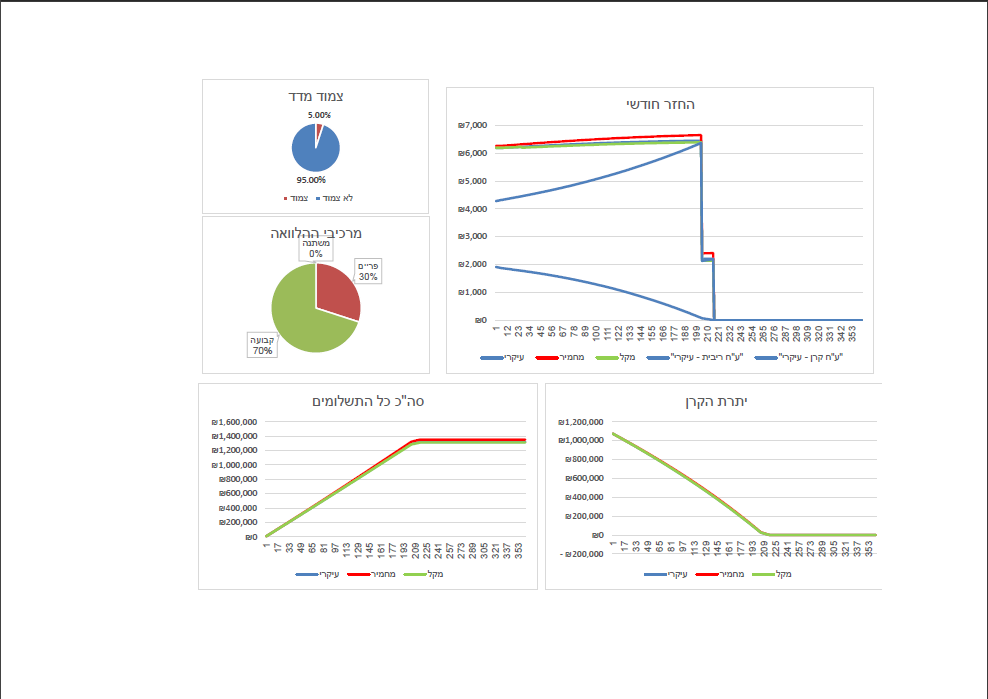 צמוד מדד
5.00%
95.00%
צמוד לא צמוד
מרכיבי ההלוואה
משתנה
0%
פריים
30%
קבועה
70%
החזר חודשי
₪7,000
₪6,000
₪5,000
₪4,000
₪3,000
₪2,000
₪1,000
₪0
1 12 23 34 45 56 67 78 89 100 111 122 133 144 155 166 177 188 199 210 221 232 243 254 265 276 287 298 309 320 331 342 353
עיקרי מחמיר מקל "ע"ח ריבית - עיקרי" "ע"ח קרן - עיקרי"
סה"כ כל התשלומים
₪1,600,000
₪1,400,000
₪1,200,000
₪1,000,000
₪800,000
₪600,000
₪400,000
₪200,000
₪0
1 17 33 49 65 81 97 113 129 145 161 177 193 209 225 241 257 273 289 305 321 337 353
עיקרי מחמיר מקל
יתרת הקרן
₪1,200,000
₪1,000,000
₪800,000
₪600,000
₪400,000
₪200,000
₪0
- ₪200,000
1 17 33 49 65 81 97 113 129 145 161 177 193 209 225 241 257 273 289 305 321 337 353
עיקרי מחמיר מקל